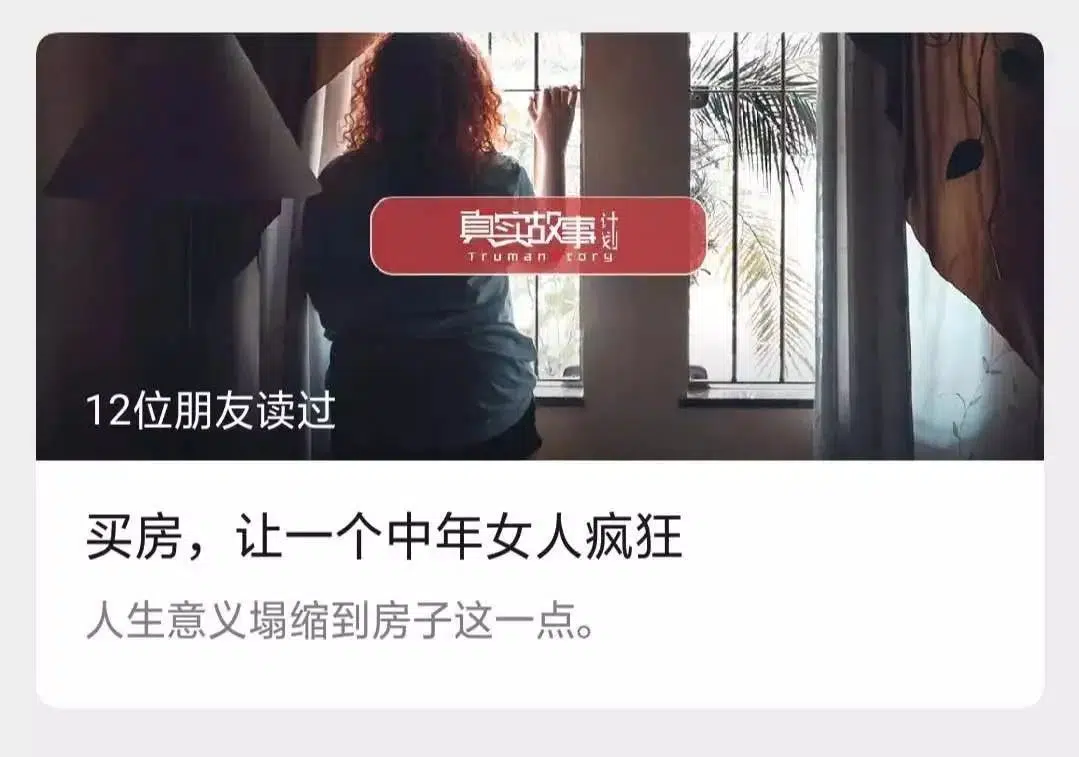 真实故事计划
Truman tory
12位朋友读过
买房，让一个中年女人疯狂
人生意义塌缩到房子这一点。